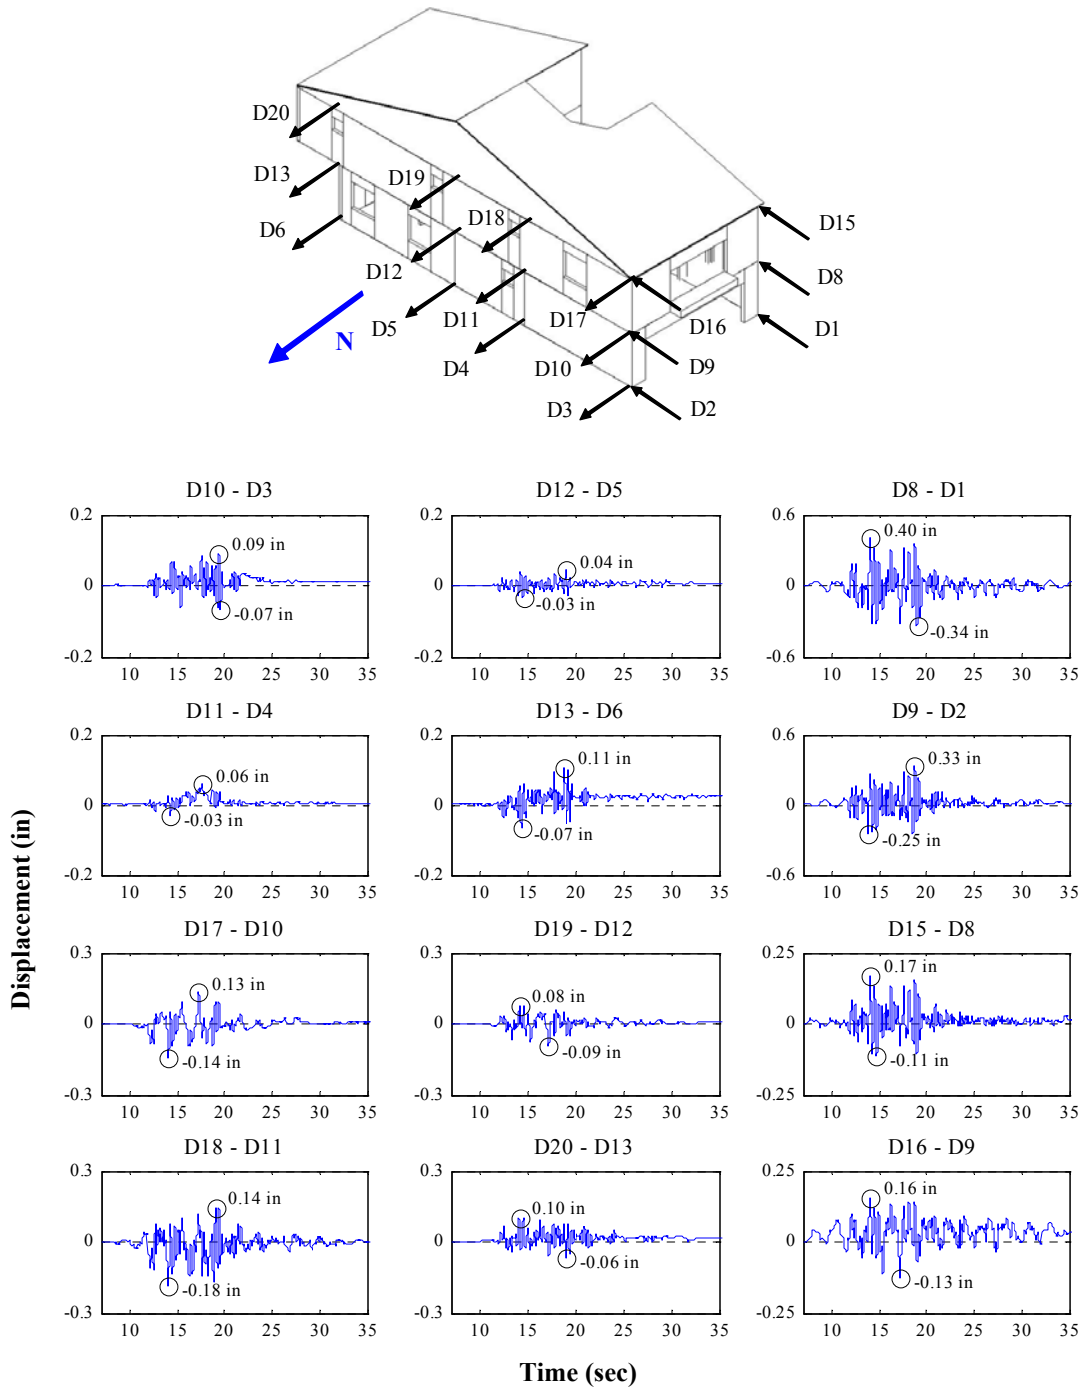 D20
D13
D6
D19
D18
D12
D5
D11
D4
D17
D16
D10
D9
D3
D2
D15
D8
D1
N
Displacement (in)
D10 - D3
0.2
0
-0.2
0.09 in
-0.07 in
10 15 20 25 30 35
D12 - D5
0.2
0
-0.2
0.04 in
-0.03 in
10 15 20 25 30 35
D8 - D1
0.6
0
-0.6
0.40 in
-0.34 in
10 15 20 25 30 35
D11 - D4
0.2
0
-0.2
0.06 in
-0.03 in
10 15 20 25 30 35
D13 - D6
0.2
0
-0.2
0.11 in
-0.07 in
10 15 20 25 30 35
D9 - D2
0.6
0
-0.6
0.33 in
-0.25 in
10 15 20 25 30 35
D17 - D10
0.3
0
-0.3
0.13 in
-0.14 in
10 15 20 25 30 35
D19 - D12
0.3
0
-0.3
0.08 in
-0.09 in
10 15 20 25 30 35
D15 - D8
0.25
0
-0.25
0.17 in
-0.11 in
10 15 20 25 30 35
D18 - D11
0.3
0
-0.3
0.14 in
-0.18 in
10 15 20 25 30 35
D20 - D13
0.3
0
-0.3
0.10 in
-0.06 in
10 15 20 25 30 35
D16 - D9
0.25
0
-0.25
0.16 in
-0.13 in
10 15 20 25 30 35
Time (sec)